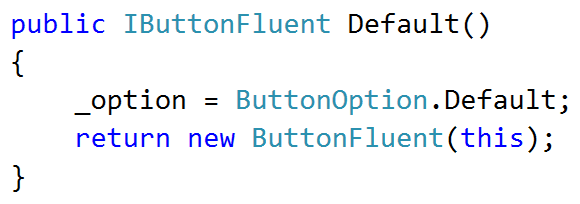 public IButtonFluent Default()
{
    _option = ButtonOption.Default;
    return new ButtonFluent(this);
}